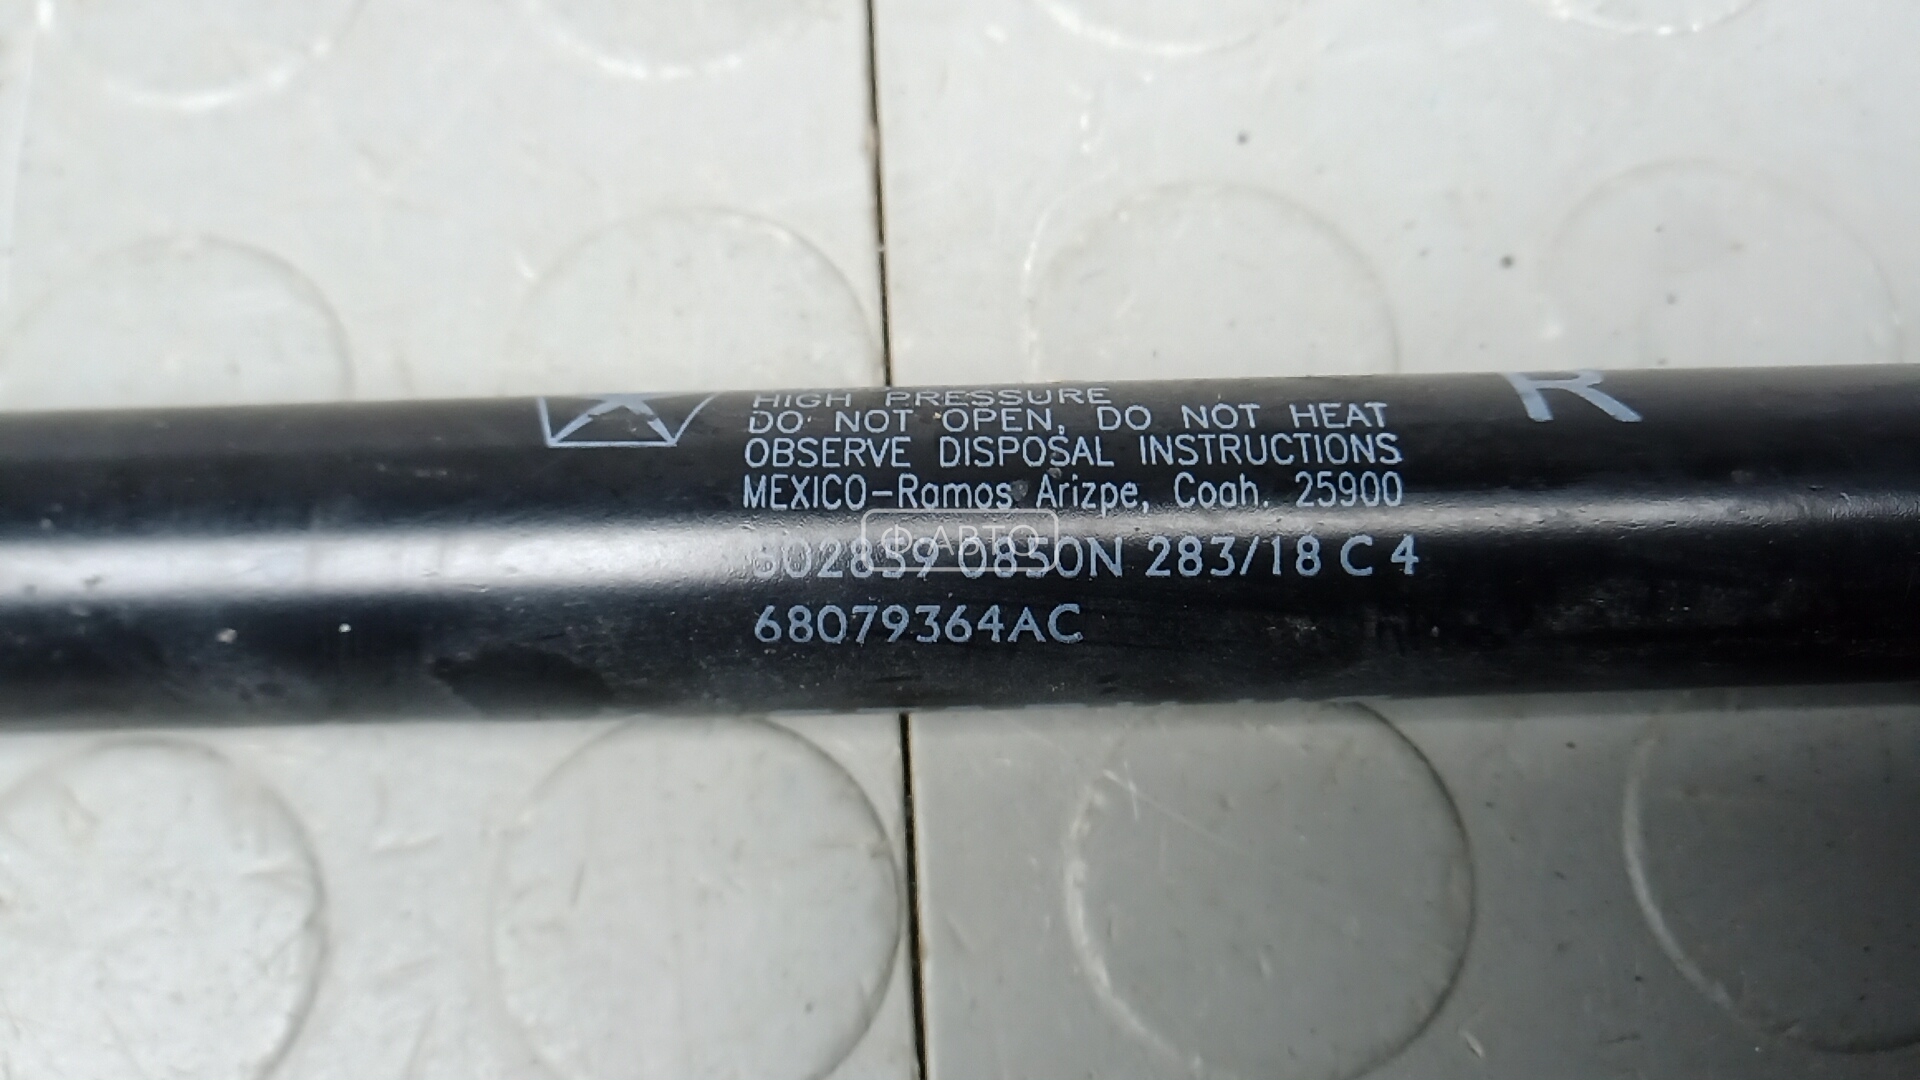 HIGH PRESSURE
R
DO NOT OPEN, DO NOT HEAT
OBSERVE DISPOSAL INSTRUCTIONS
MEXICO-Ramos Arizpe, Coah. 25900
ФАВТО
0850N 283/18 C 4
68079364AC